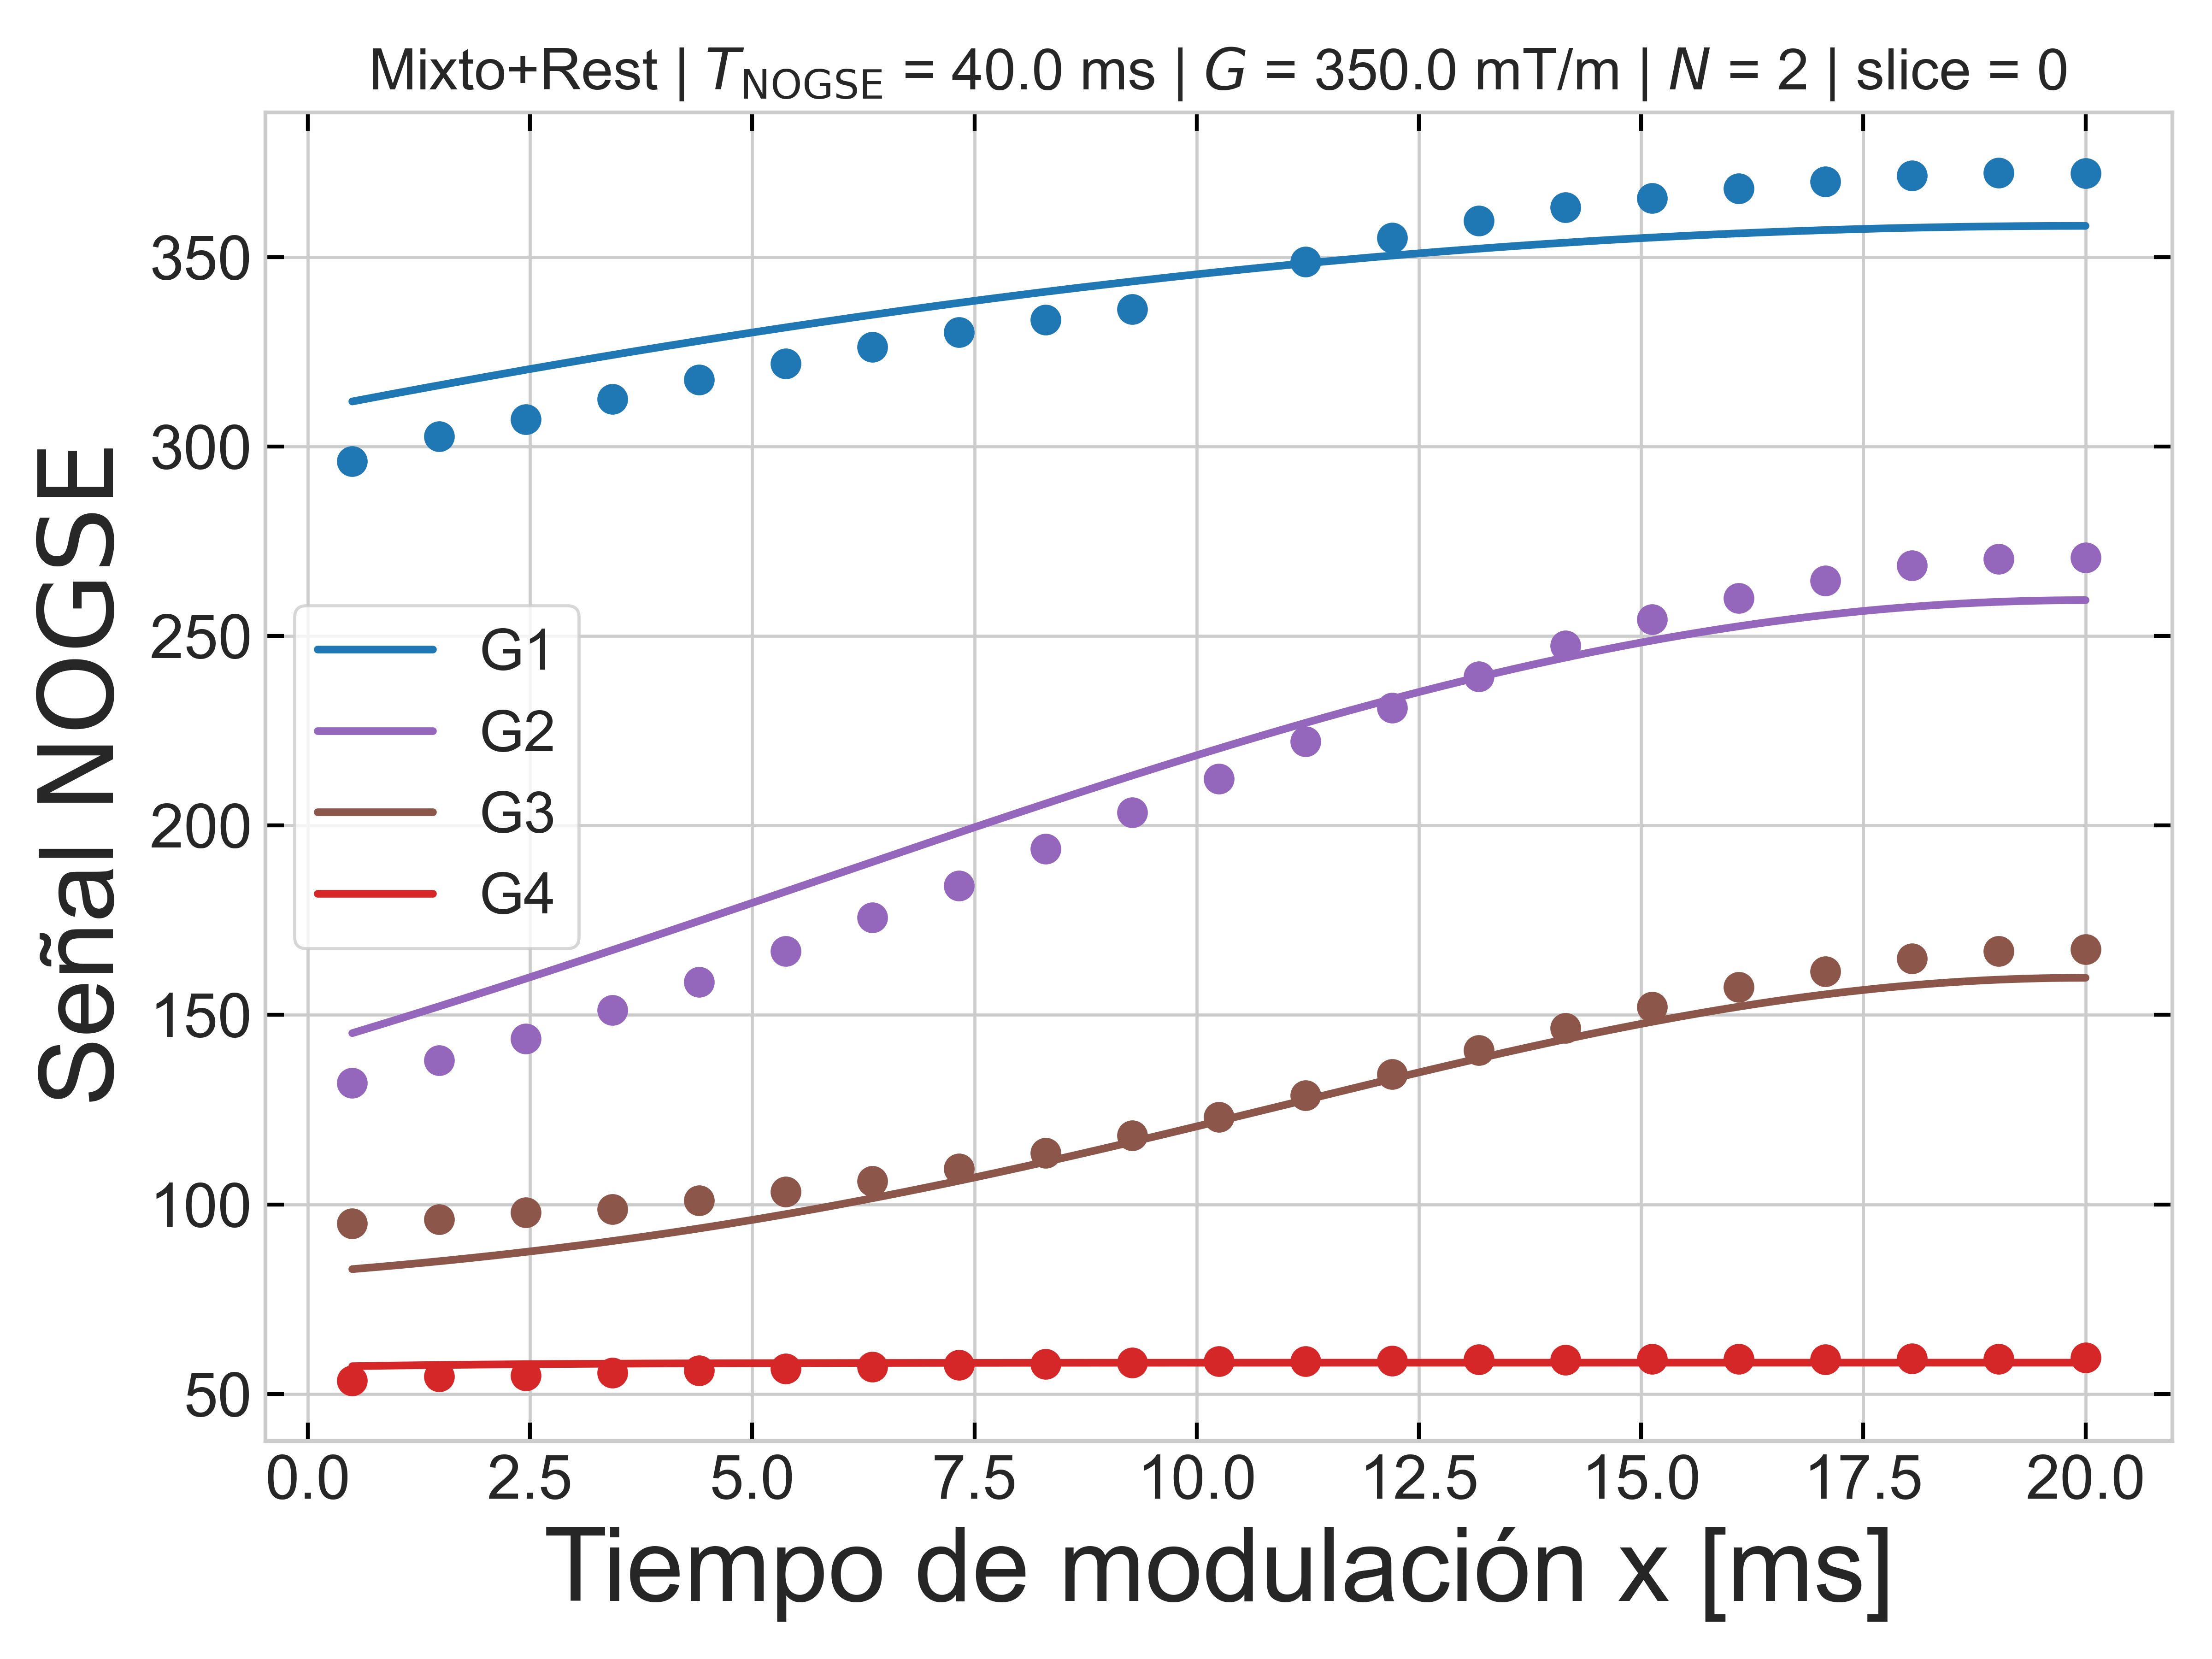 Mixto+Rest | T_NOGSE = 40.0 ms | G = 350.0 mT/m | N = 2 | slice = 0
Señal NOGSE
350
300
250
200
150
100
50
G1
G2
G3
G4
0.0 2.5 5.0 7.5 10.0 12.5 15.0 17.5 20.0
Tiempo de modulación x [ms]